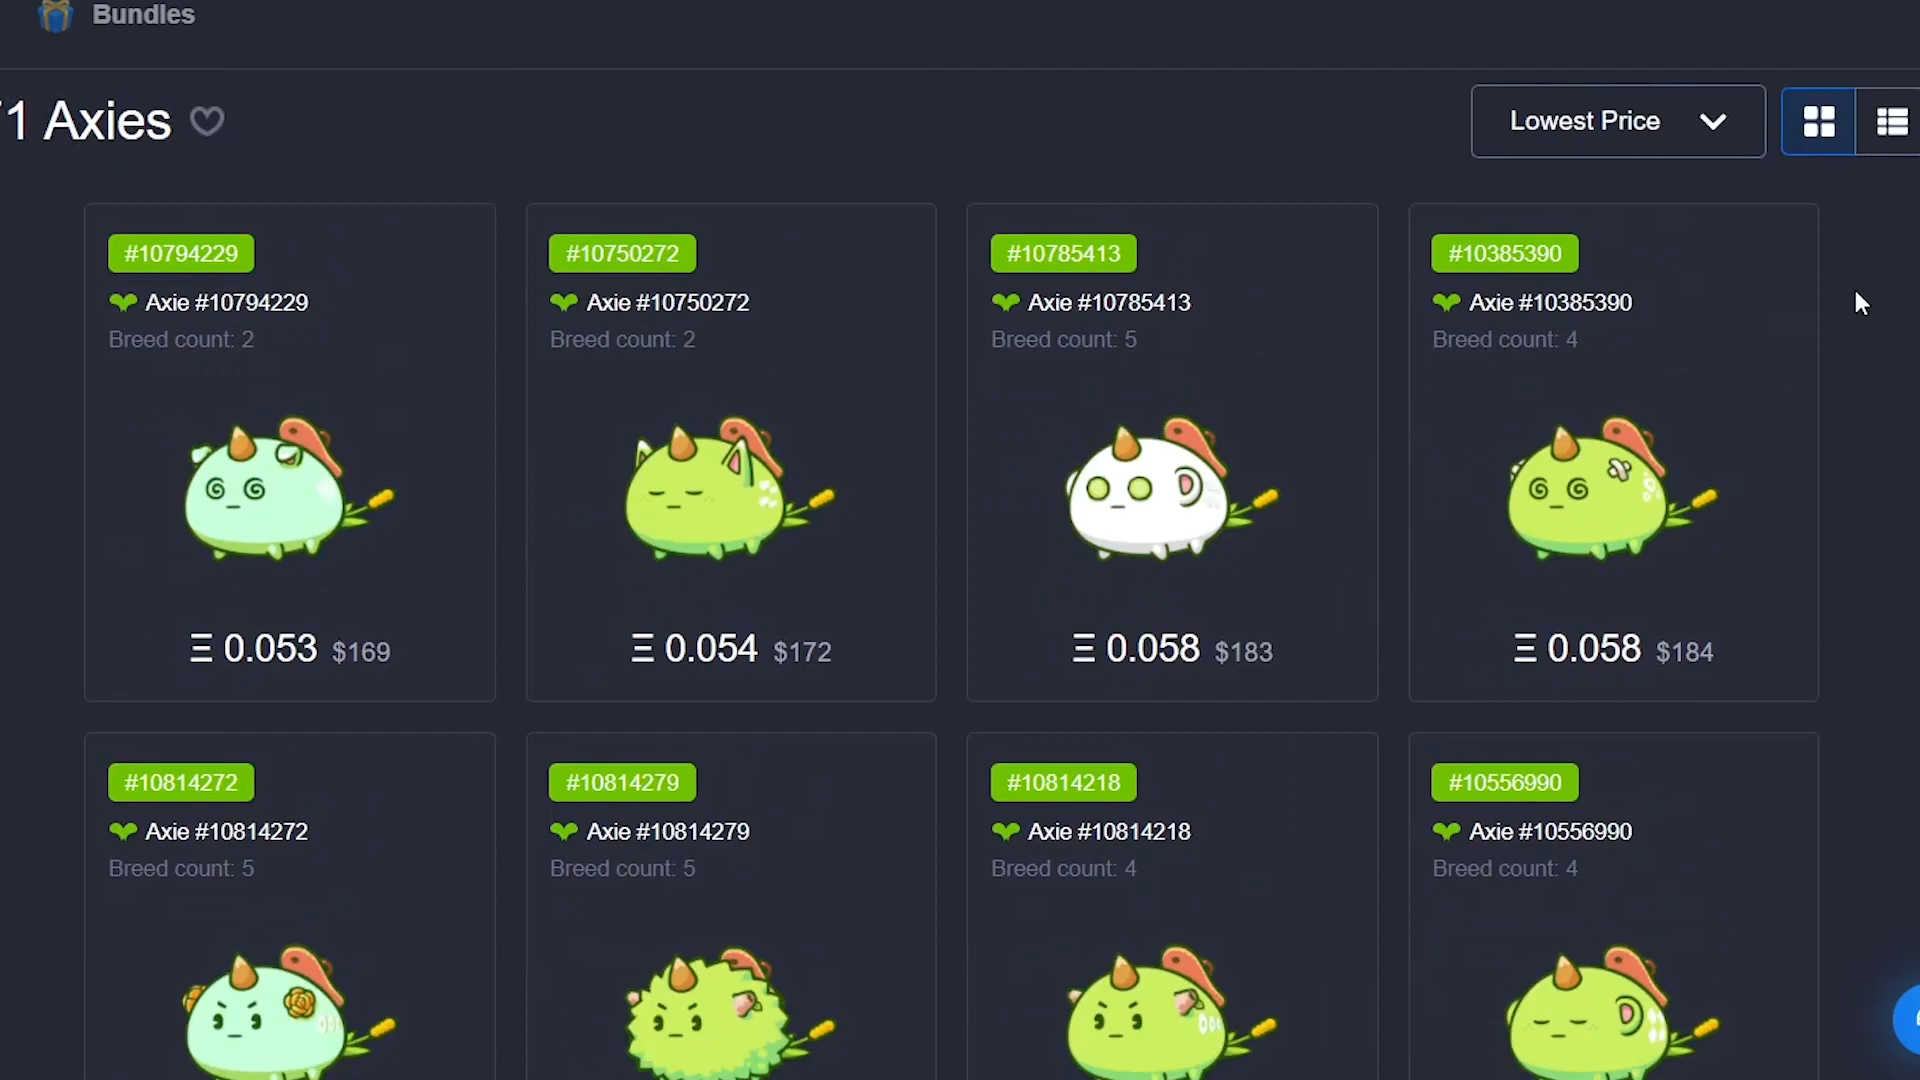 Bundles
1 Axies
Lowest Price
#10794229
Axie #10794229
Breed count: 2
Ξ 0.053 $169
#10750272
Axie #10750272
Breed count: 2
Ξ 0.054 $172
#10785413
Axie #10785413
Breed count: 5
Ξ 0.058 $183
#10385390
Axie #10385390
Breed count: 4
Ξ 0.058 $184
#10814272
Axie #10814272
Breed count: 5
#10814279
Axie #10814279
Breed count: 5
#10814218
Axie #10814218
Breed count: 4
#10556990
Axie #10556990
Breed count: 4